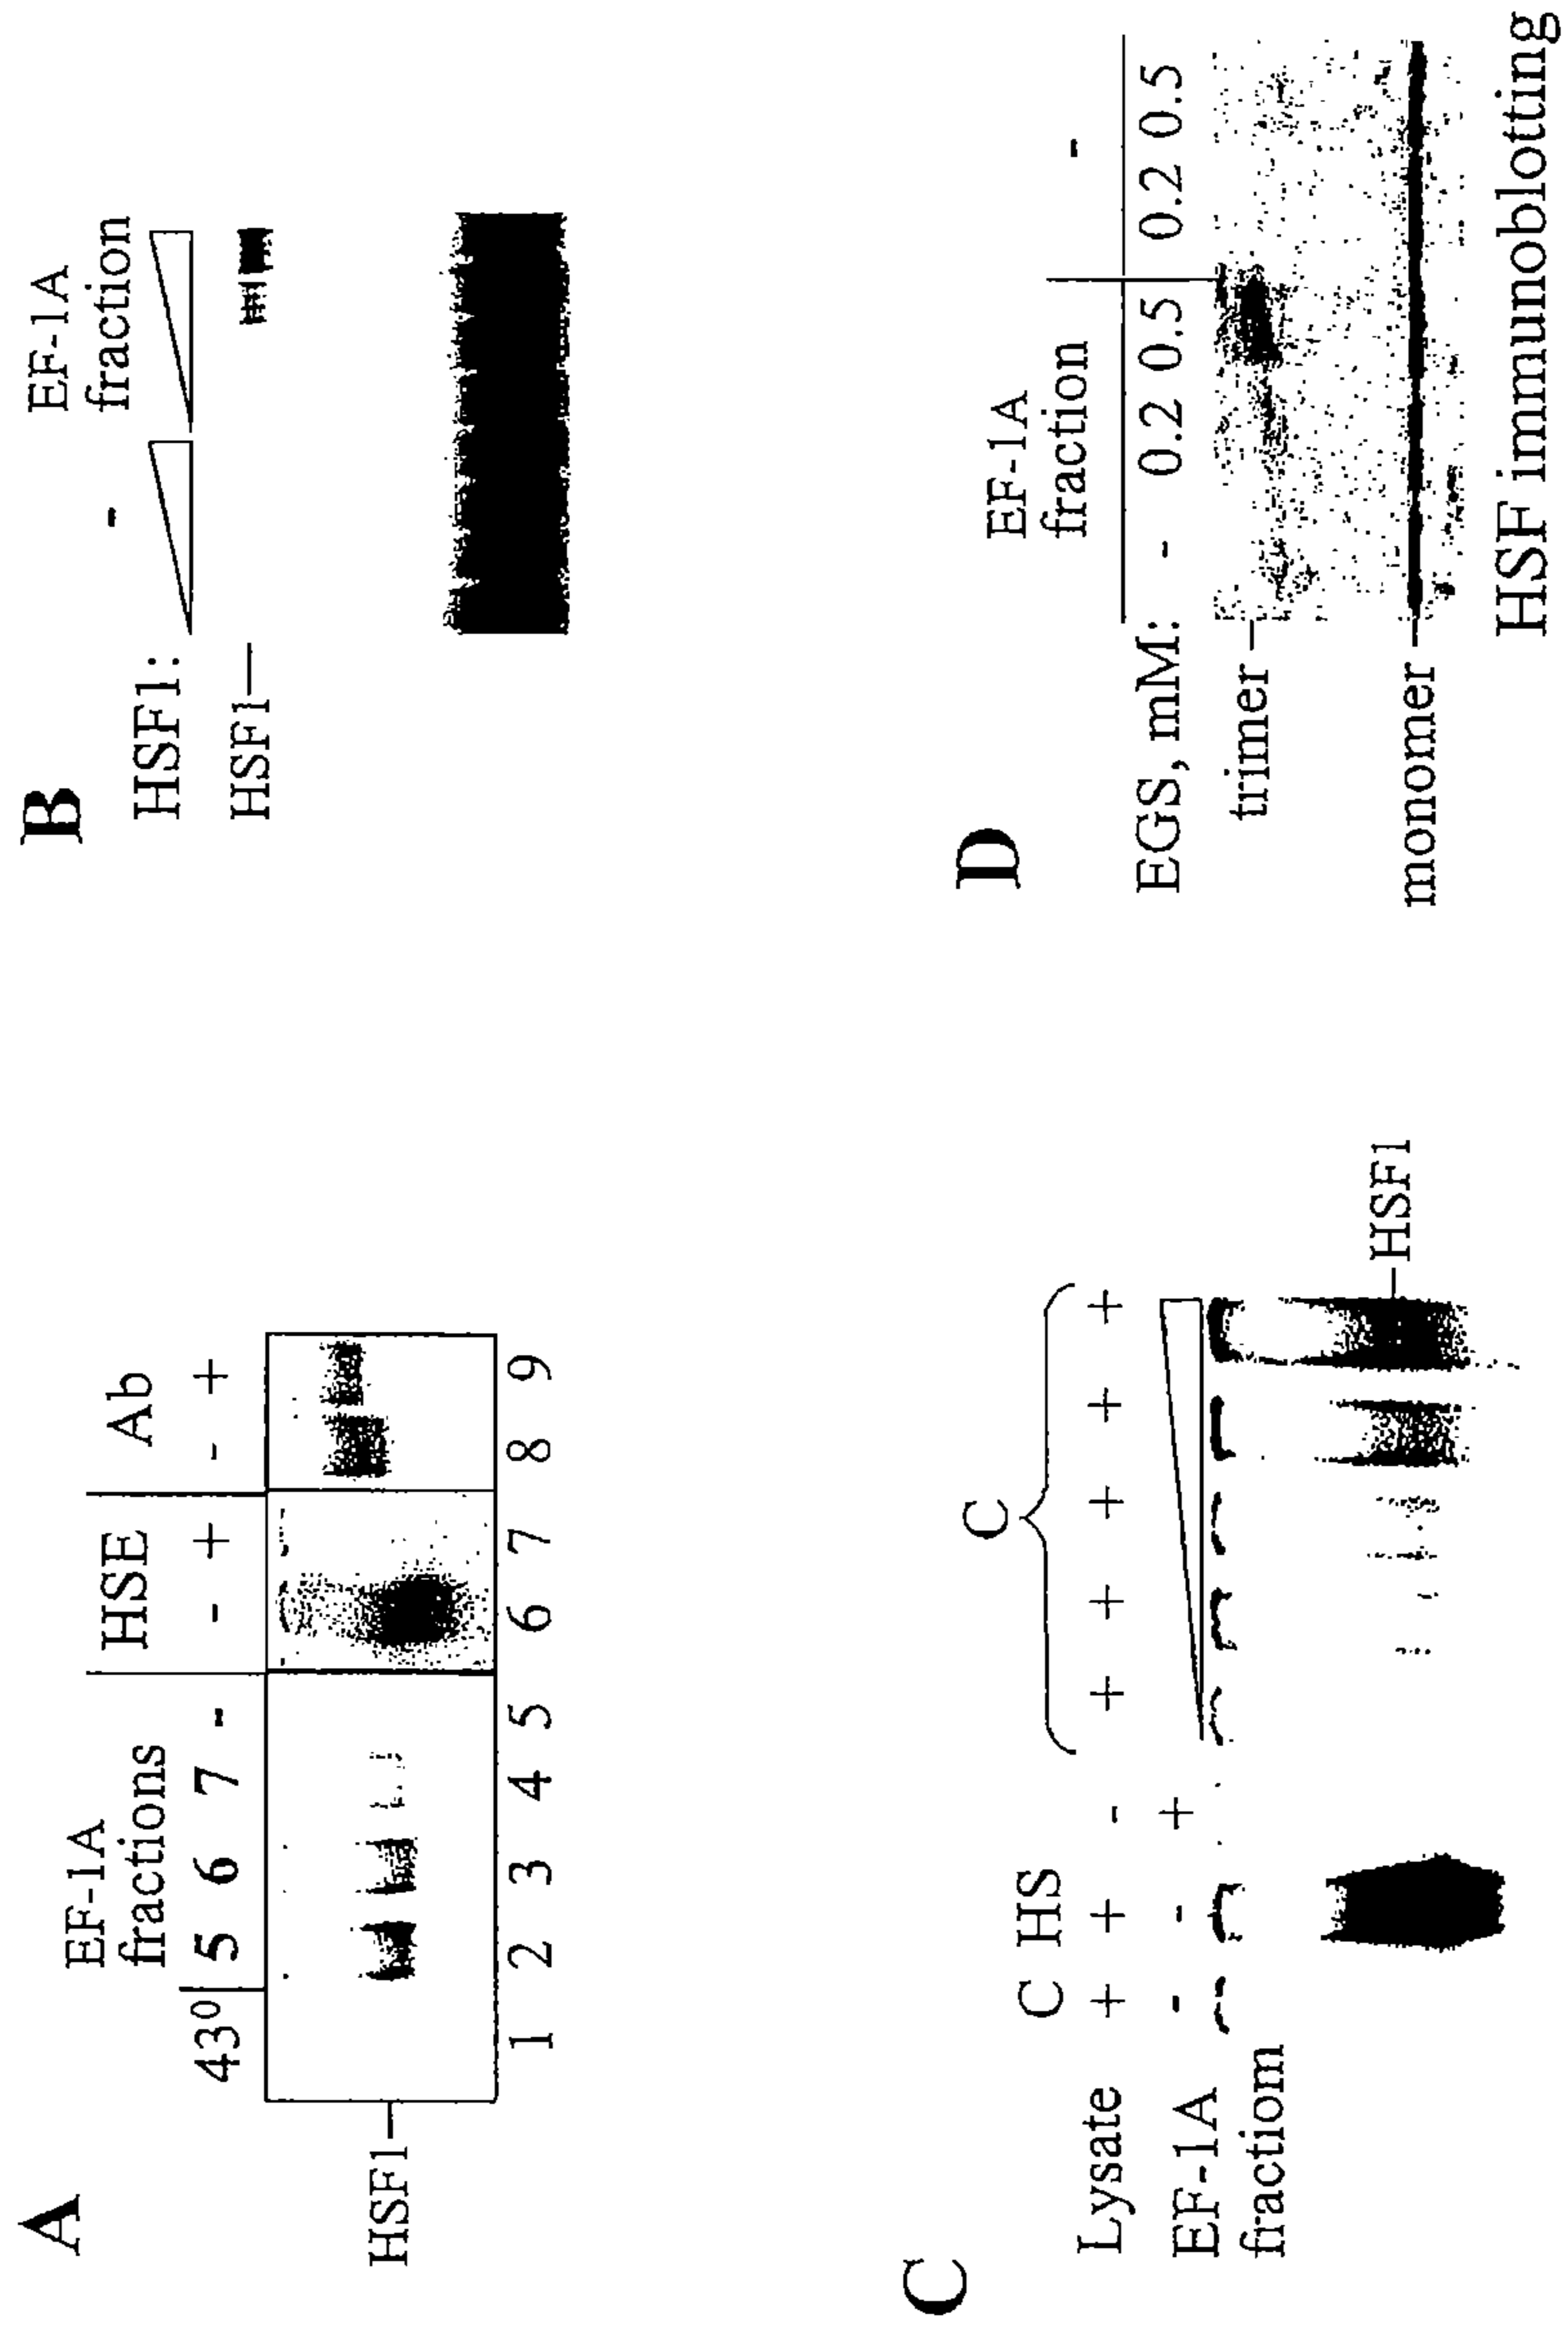 A
EF-1A
fractions
HSE
Ab
43° 5 6 7 - - + - +
HSF1
1 2 3 4 5 6 7 8 9
B
EF-1A
fraction
-
HSF1:
HSF1
C
C
C HS
Lysate + + - + + + + +
EF-1A - - +
fractiom
HSF1
D
EF-1A
fraction
-
EGS, mM: - 0.2 0.5 0.2 0.5
trimer
monomer
HSF immunoblotting